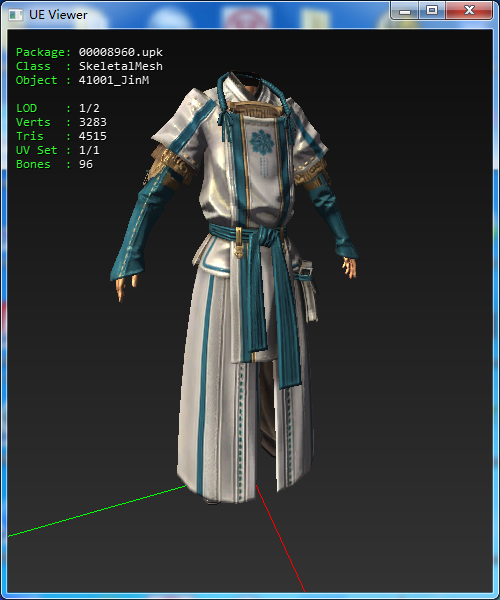 UE Viewer
Package: 00008960.upk
Class : SkeletalMesh
Object : 41001_JinM
LOD : 1/2
Verts : 3283
Tris : 4515
UV Set : 1/1
Bones : 96